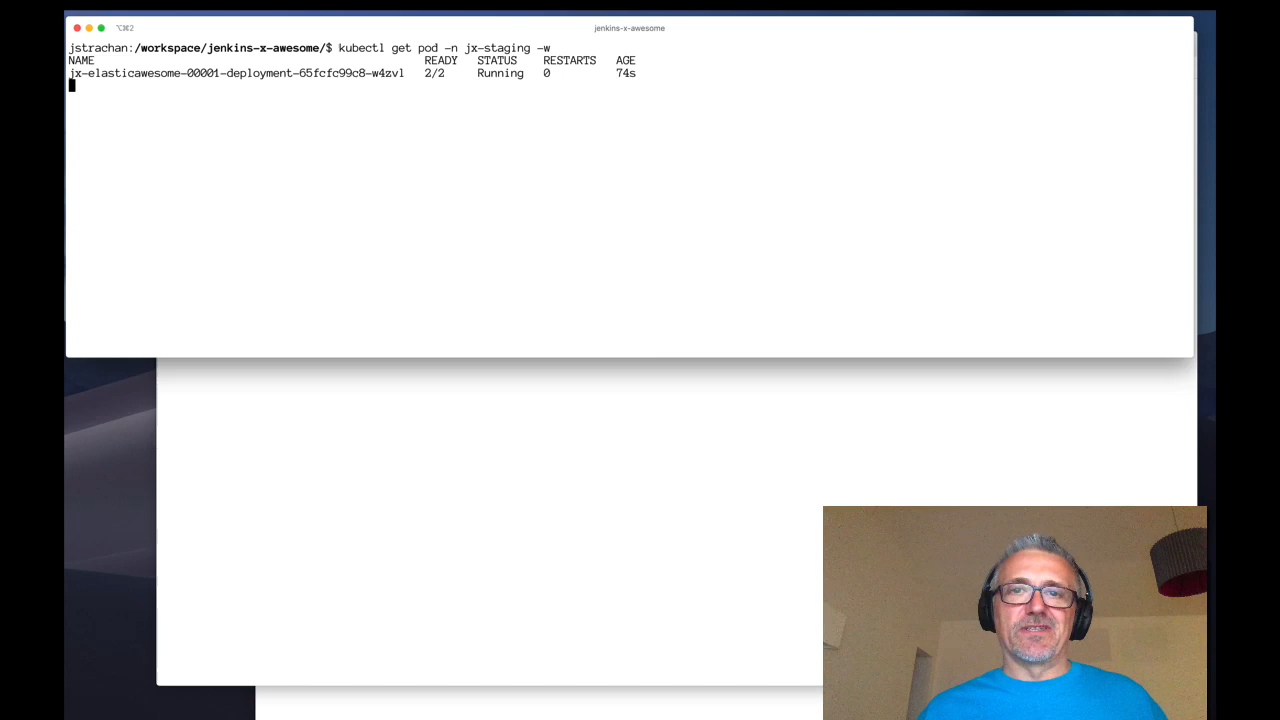 ⌥⌘2
jenkins-x-awesome
jstrachan:/workspace/jenkins-x-awesome/$ kubectl get pod -n jx-staging -w
NAME READY STATUS RESTARTS AGE
jx-elasticawesome-00001-deployment-65fcfc99c8-w4zvl 2/2 Running 0 74s